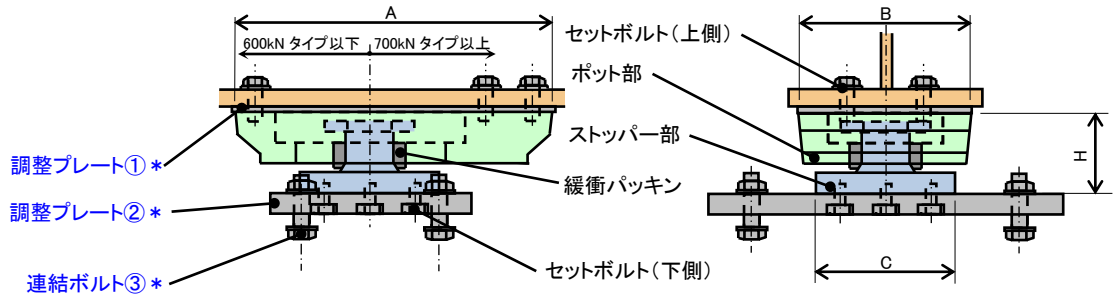 A
600kN タイプ以下
700kN タイプ以上
調整プレート①*
調整プレート②*
連結ボルト③*
セットボルト(上側)
ポット部
ストッパー部
緩衝パッキン
セットボルト(下側)
B
H
C